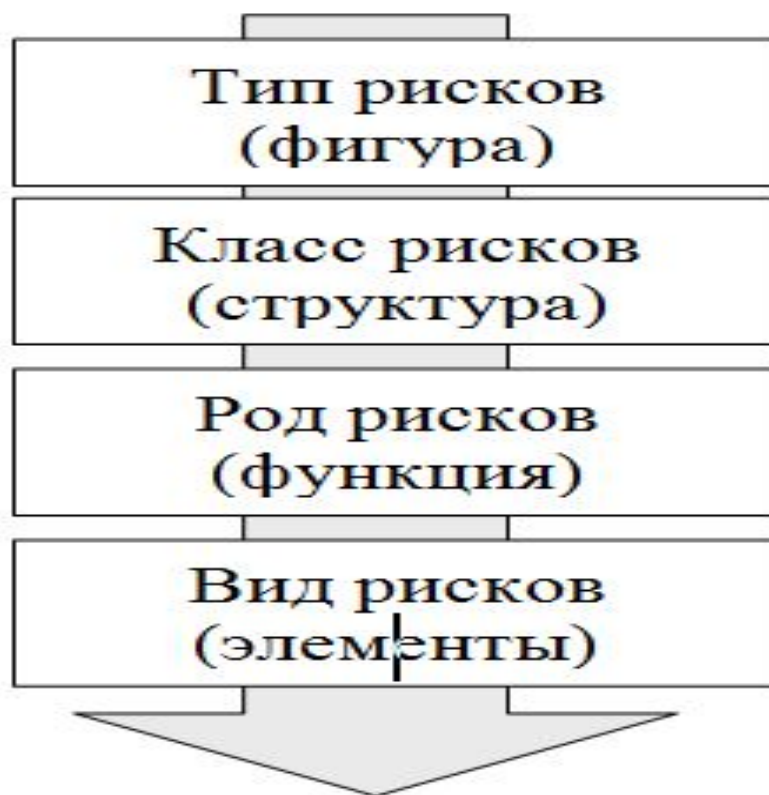 Тип рисков
(фигура)
Класс рисков
(структура)
Род рисков
(функция)
Вид рисков
(элементы)